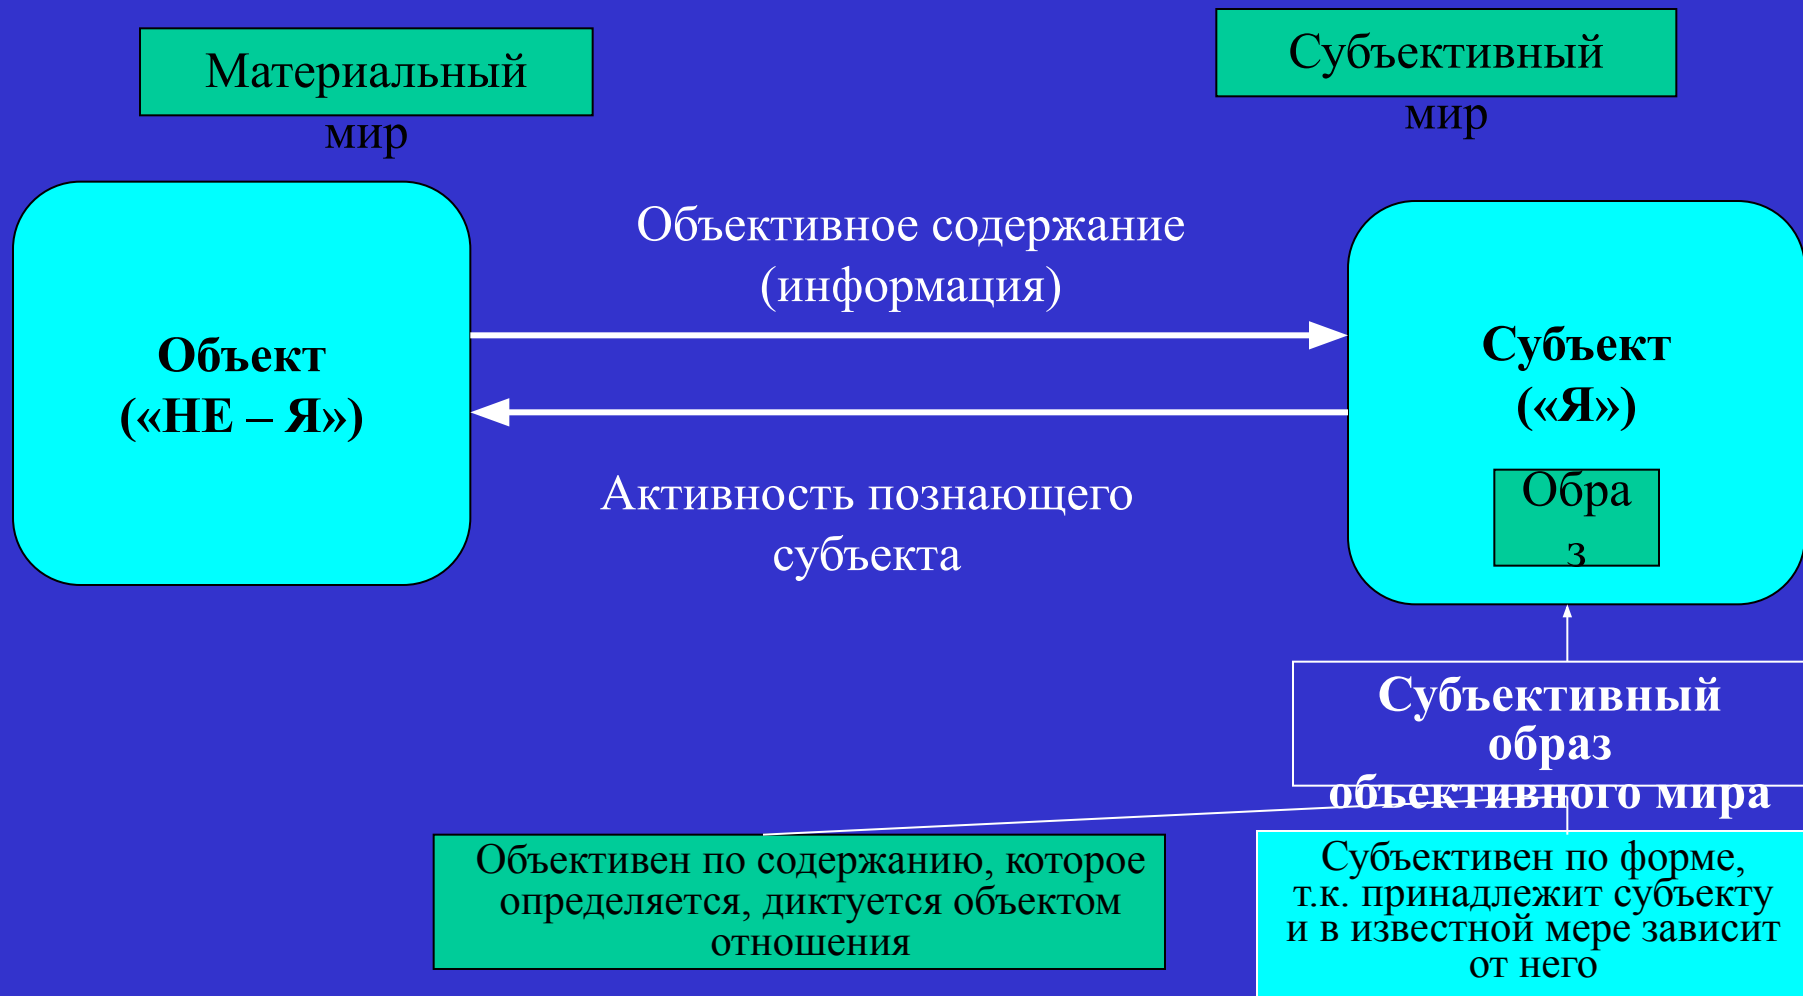 Материальный
мир
Субъективный
мир
Объективное содержание
(информация)
Объект
(«НЕ – Я»)
Субъект
(«Я»)
Обра
з
Активность познающего
субъекта
Субъективный
образ
объективного мира
Объективен по содержанию, которое
определяется, диктуется объектом
отношения
Субъективен по форме,
т.к. принадлежит субъекту
и в известной мере зависит
от него